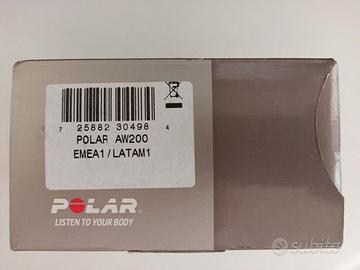 7 25882 30498 4
POLAR AW200
EMEA1/LATAM1
POLAR
LISTEN TO YOUR BODY
subito